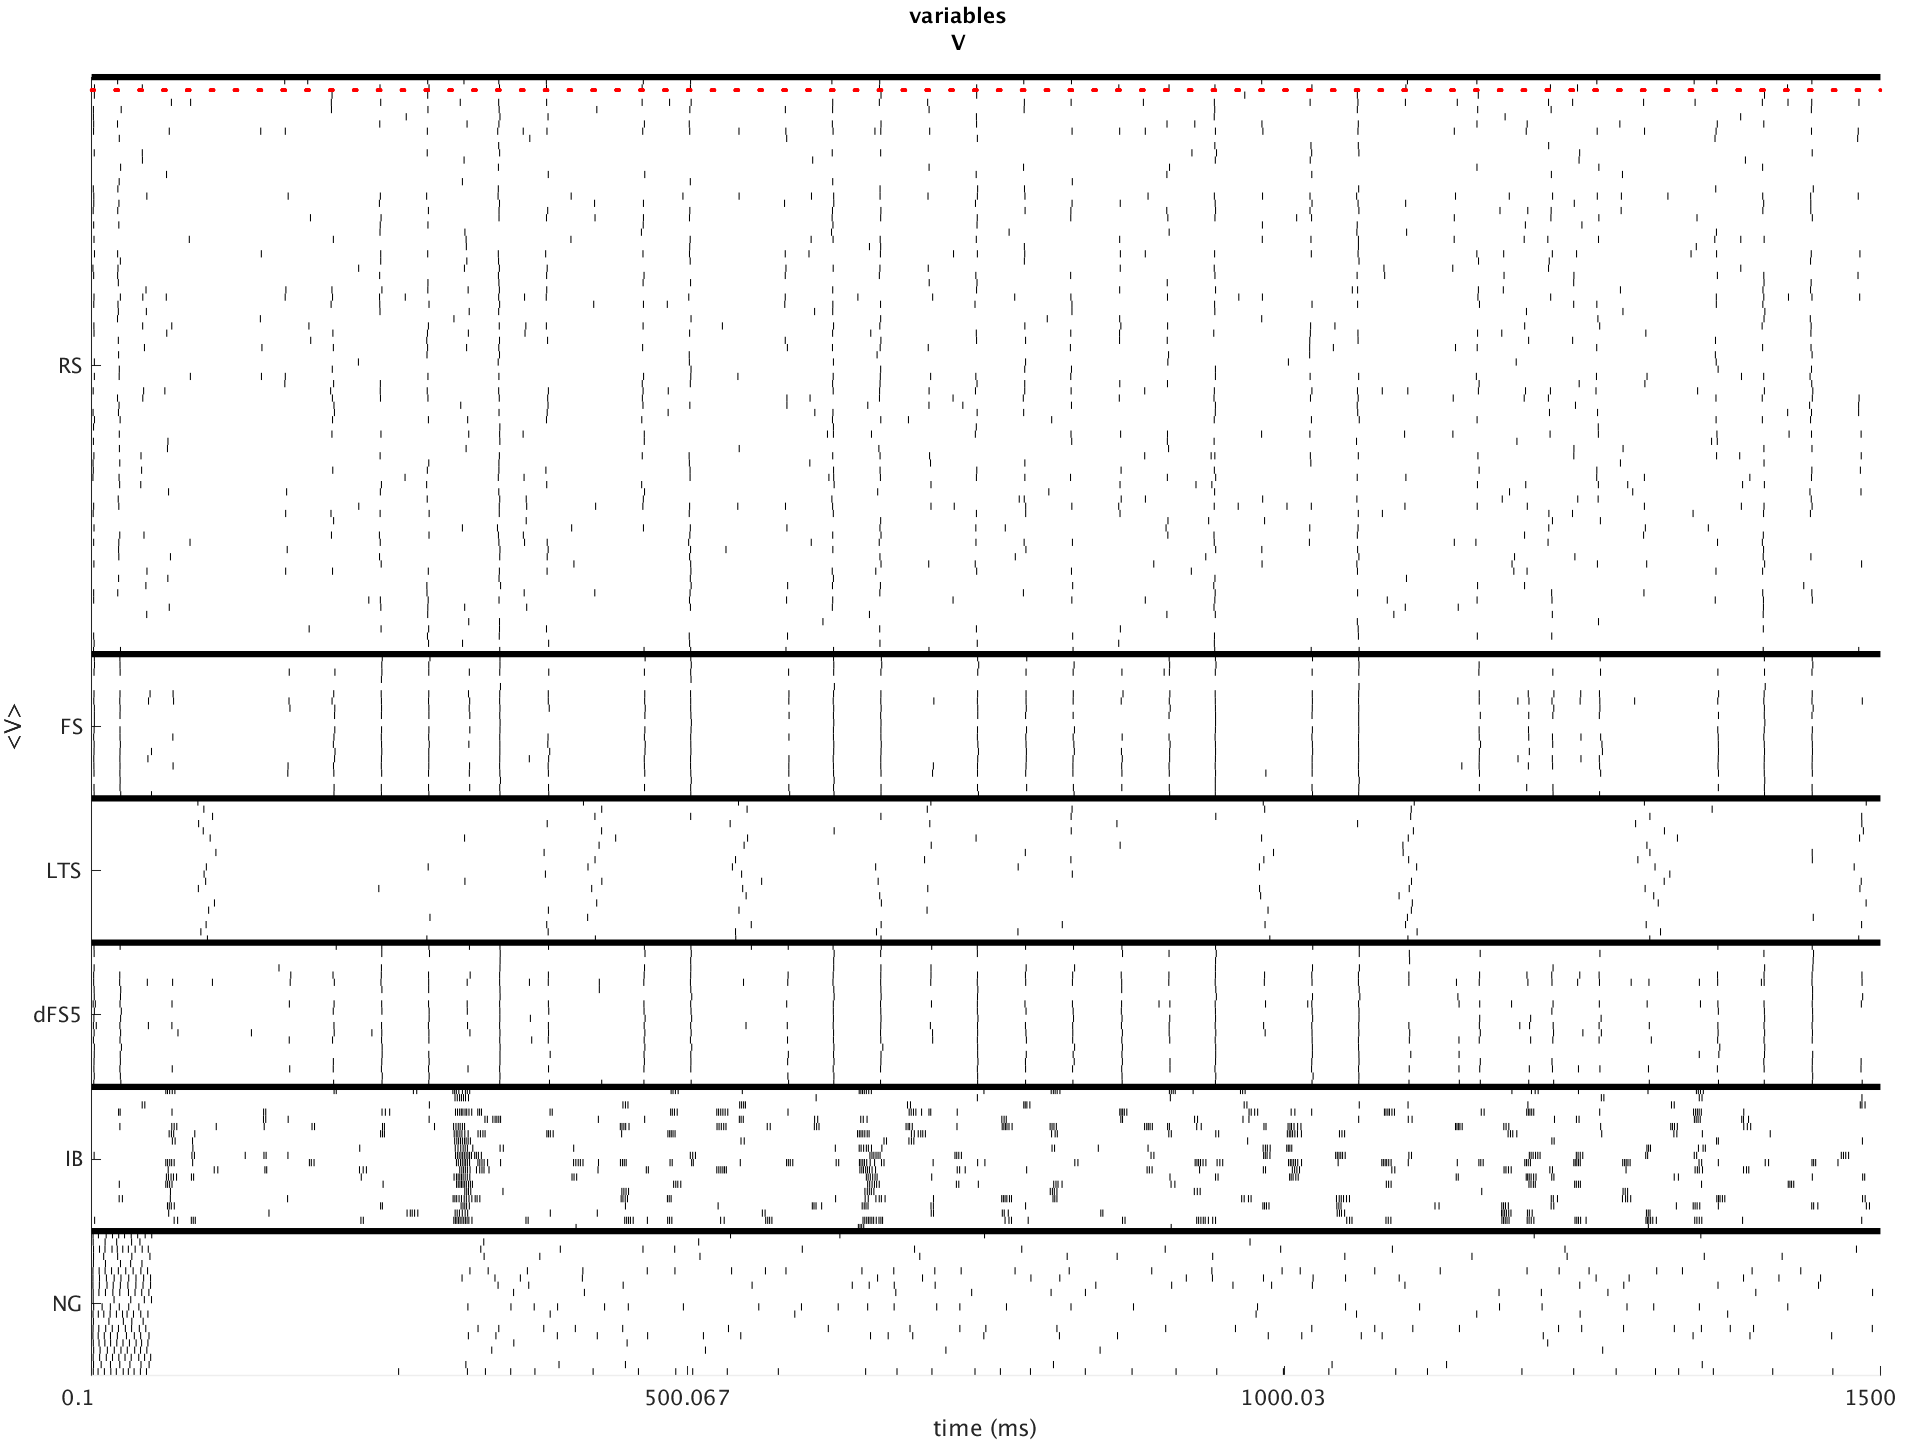 variables
V
RS
FS
<V>
LTS
dFS5
IB
NG
0.1
500.067
1000.03
1500
time (ms)